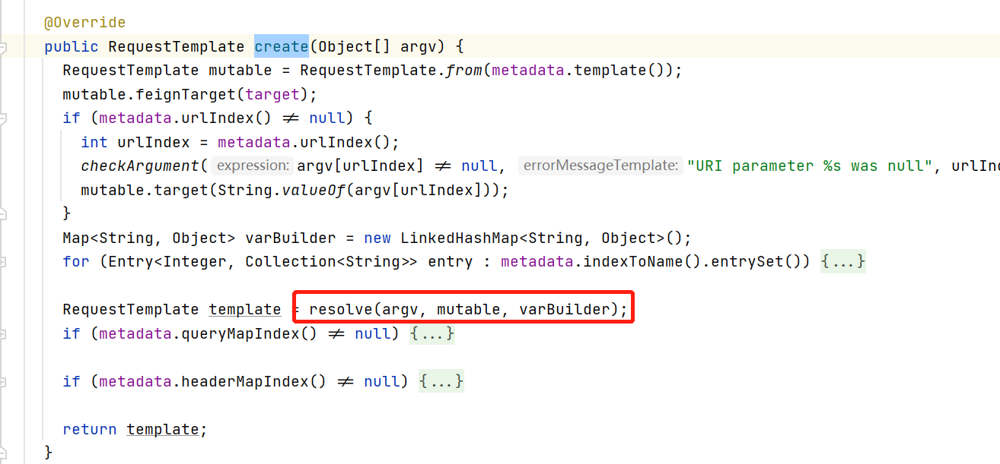 @Override
public RequestTemplate create(Object[] argv) {
RequestTemplate mutable = RequestTemplate.from(metadata.template());
mutable.feignTarget(target);
if (metadata.urlIndex() ≠ null) {
int urlIndex = metadata.urlIndex();
checkArgument( expression: argv[urlIndex] ≠ null, errorMessageTemplate: "URI parameter %s was null", urlInd
mutable.target(String.valueOf(argv[urlIndex]));
}
Map<String, Object> varBuilder = new LinkedHashMap<String, Object>();
for (Entry<Integer, Collection<String>> entry : metadata.indexToName().entrySet()) {...}
RequestTemplate template = resolve(argv, mutable, varBuilder);
if (metadata.queryMapIndex() ≠ null) {...}
if (metadata.headerMapIndex() ≠ null) {...}
return template;
}